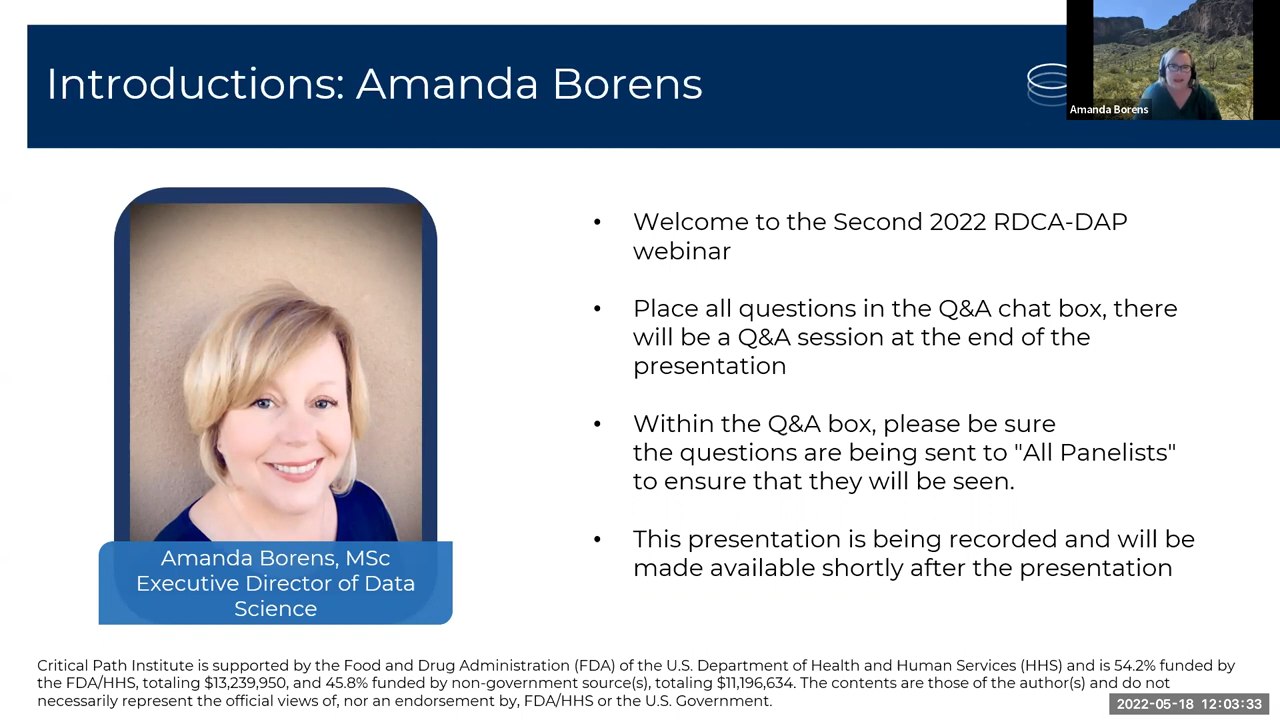 Introductions: Amanda Borens
Amanda Borens
• Welcome to the Second 2022 RDCA-DAP
webinar
• Place all questions in the Q&A chat box, there
will be a Q&A session at the end of the
presentation
• Within the Q&A box, please be sure
the questions are being sent to "All Panelists"
to ensure that they will be seen.
• This presentation is being recorded and will be
made available shortly after the presentation
Amanda Borens, MSc
Executive Director of Data
Science
Critical Path Institute is supported by the Food and Drug Administration (FDA) of the U.S. Department of Health and Human Services (HHS) and is 54.2% funded by
the FDA/HHS, totaling $13,239,950, and 45.8% funded by non-government source(s), totaling $11,196,634. The contents are those of the author(s) and do not
necessarily represent the official views of, nor an endorsement by, FDA/HHS or the U.S. Government.
2022-05-18 12:03:33